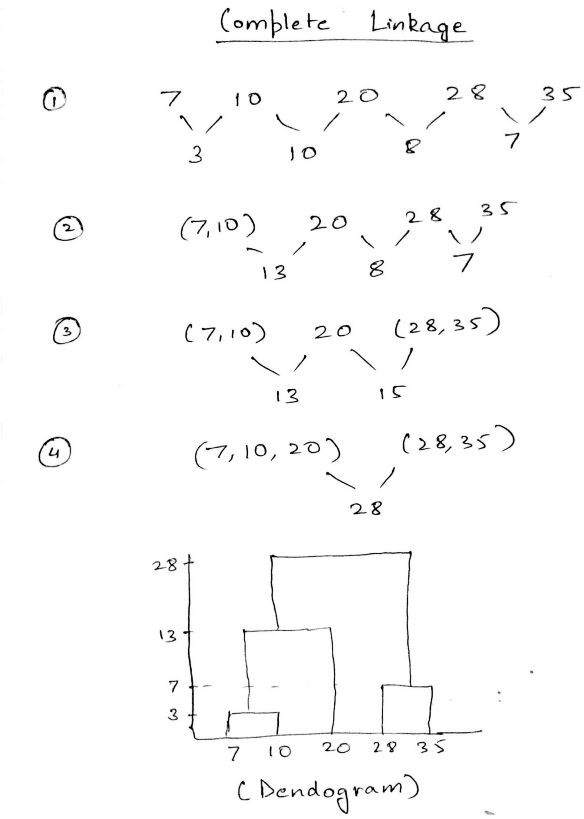 Complete Linkage
① 7 10 20 28 35
3 10 8 7
② (7,10) 20 28 35
13 8 7
③ (7,10) 20 (28,35)
13 15
④ (7,10,20) (28,35)
28
28
13
7
3
7 10 20 28 35
(Dendogram)